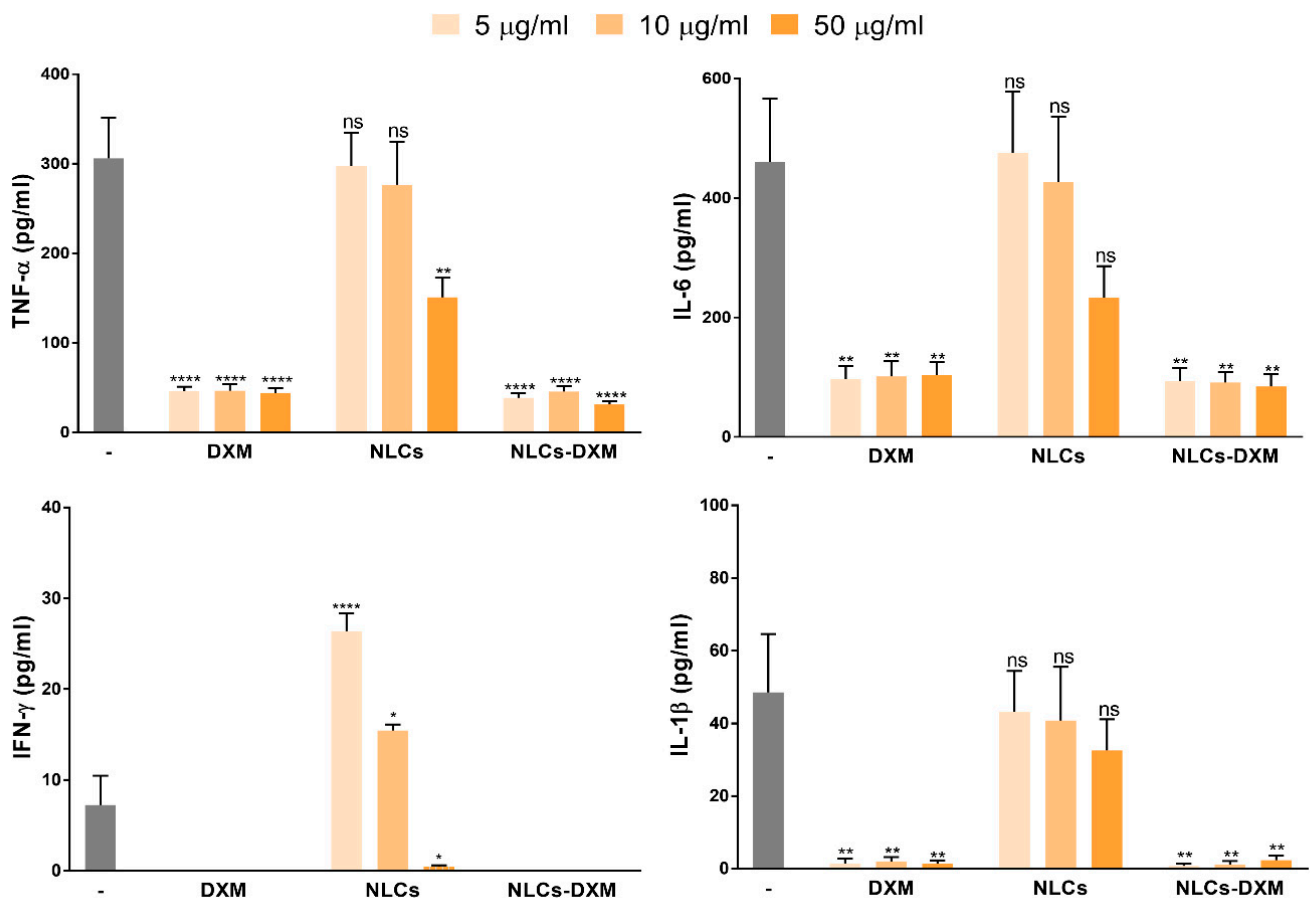 5 μg/ml 10 μg/ml 50 μg/ml
TNF-α (pg/ml)
400
300
200
100
0
ns ns **
**** **** ****
**** **** ****
- DXM NLCs NLCs-DXM
IL-6 (pg/ml)
600
400
200
0
ns ns ns
** ** **
** ** **
- DXM NLCs NLCs-DXM
IFN-γ (pg/ml)
40
30
20
10
0
**** * *
- DXM NLCs NLCs-DXM
IL-1β (pg/ml)
100
80
60
40
20
0
ns ns ns
** ** **
** ** **
- DXM NLCs NLCs-DXM